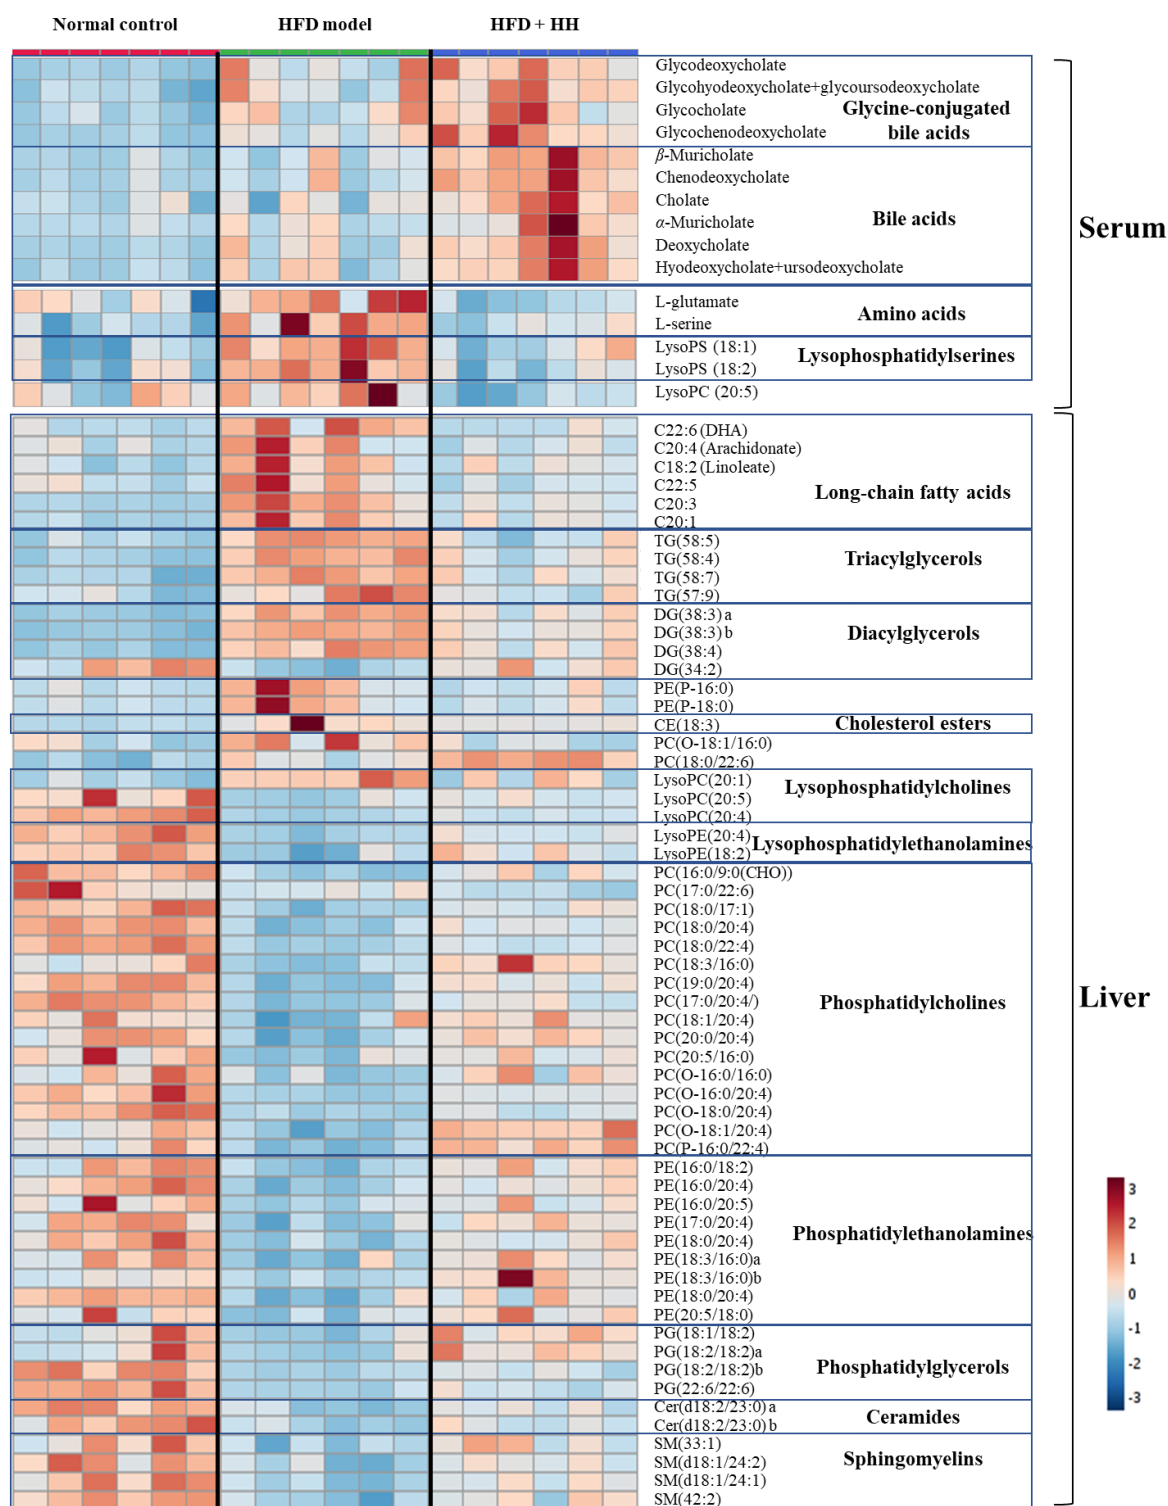 Normal control HFD model HFD + HH
Glycodeoxycholate
Glycohyodeoxycholate+glycoursodeoxycholate
Glycocholate
Glycochenodeoxycholate
Glycine-conjugated
bile acids
β-Muricholate
Chenodeoxycholate
Cholate
α-Muricholate
Deoxycholate
Hyodeoxycholate+ursodeoxycholate
Bile acids
L-glutamate
L-serine
Amino acids
LysoPS (18:1)
LysoPS (18:2)
Lysophosphatidylserines
LysoPC (20:5)
Serum
C22:6 (DHA)
C20:4 (Arachidonate)
C18:2 (Linoleate)
C22:5
C20:3
C20:1
Long-chain fatty acids
TG(58:5)
TG(58:4)
TG(58:7)
TG(57:9)
Triacylglycerols
DG(38:3) a
DG(38:3) b
DG(38:4)
DG(34:2)
Diacylglycerols
PE(P-16:0)
PE(P-18:0)
CE(18:3)
Cholesterol esters
PC(O-18:1/16:0)
PC(18:0/22:6)
LysoPC(20:1)
LysoPC(20:5)
LysoPC(20:4)
Lysophosphatidylcholines
LysoPE(20:4)
LysoPE(18:2)
Lysophosphatidylethanolamines
PC(16:0/9:0(CHO))
PC(17:0/22:6)
PC(18:0/17:1)
PC(18:0/20:4)
PC(18:0/22:4)
PC(18:3/16:0)
PC(19:0/20:4)
PC(17:0/20:4/)
PC(18:1/20:4)
PC(20:0/20:4)
PC(20:5/16:0)
PC(O-16:0/16:0)
PC(O-16:0/20:4)
PC(O-18:0/20:4)
PC(O-18:1/20:4)
PC(P-16:0/22:4)
Phosphatidylcholines
Liver
PE(16:0/18:2)
PE(16:0/20:4)
PE(16:0/20:5)
PE(17:0/20:4)
PE(18:0/20:4)
PE(18:3/16:0)a
PE(18:3/16:0)b
PE(18:0/20:4)
PE(20:5/18:0)
Phosphatidylethanolamines
PG(18:1/18:2)
PG(18:2/18:2)a
PG(18:2/18:2)b
PG(22:6/22:6)
Phosphatidylglycerols
Cer(d18:2/23:0) a
Cer(d18:2/23:0) b
Ceramides
SM(33:1)
SM(d18:1/24:2)
SM(d18:1/24:1)
SM(42:2)
Sphingomyelins
3
2
1
0
-1
-2
-3